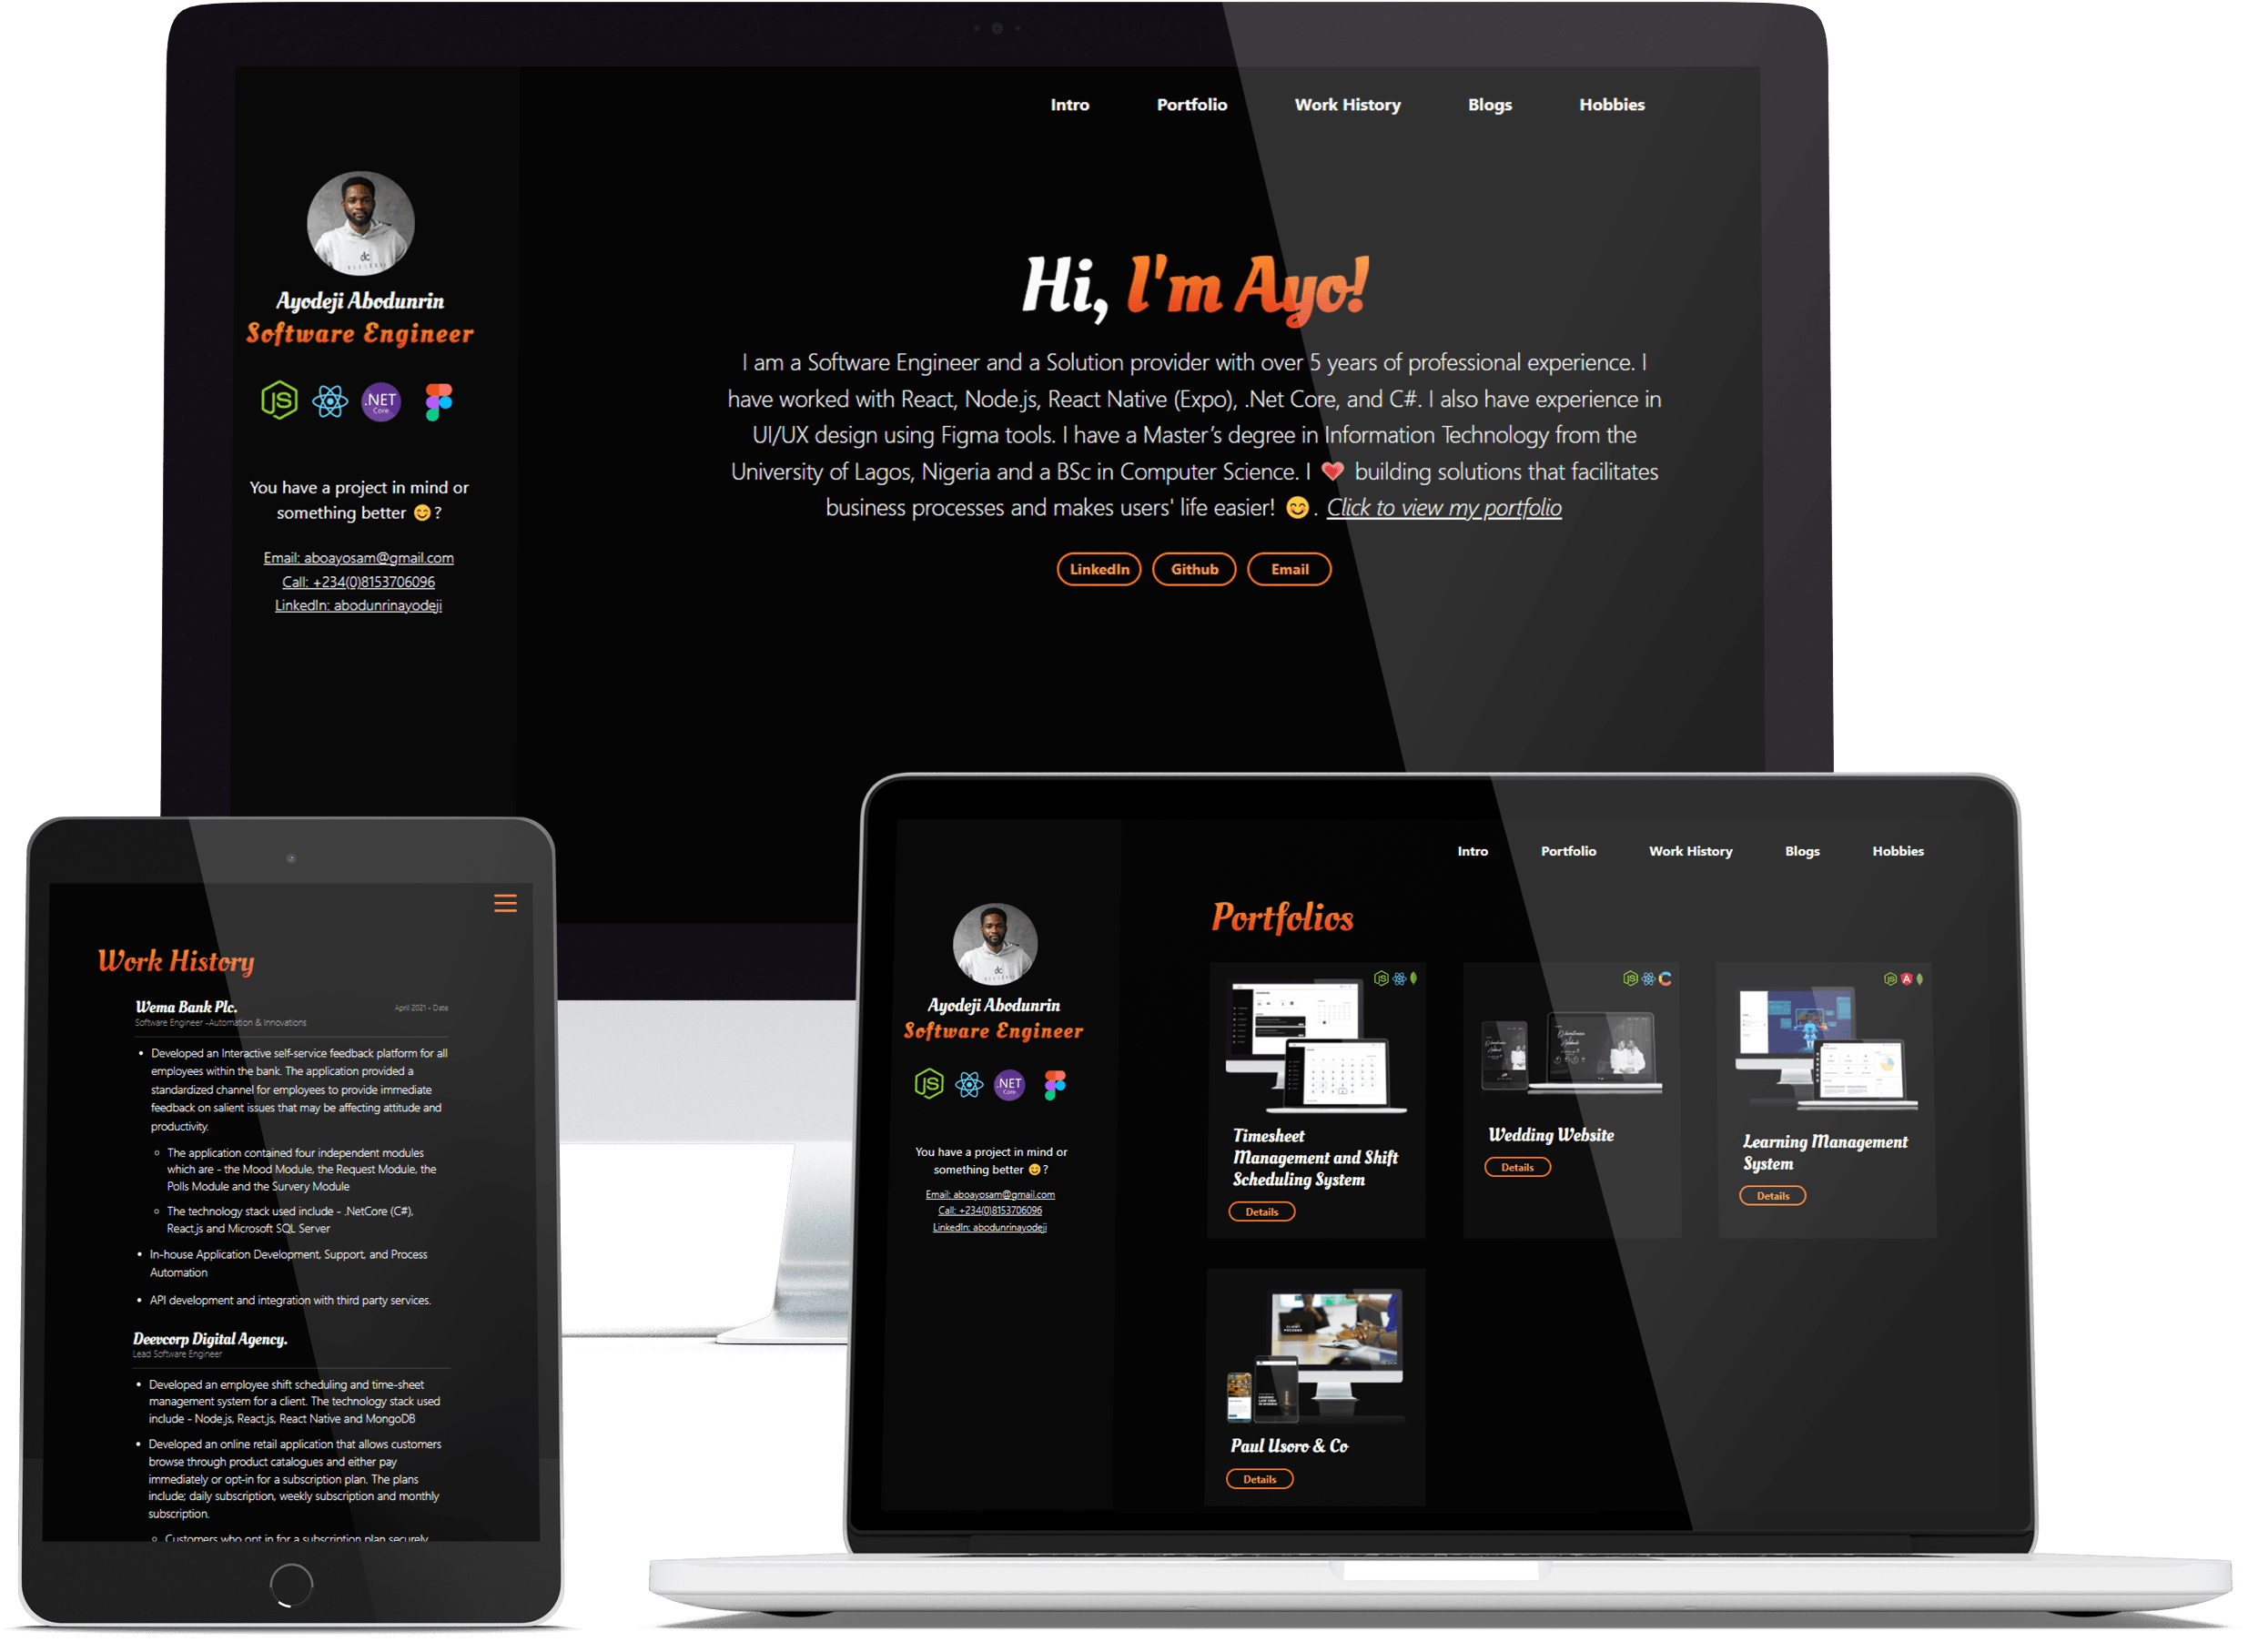 Intro
Portfolio
Work History
Blogs
Hobbies
Ayodeji Abodunrin
Software Engineer
JS
.NET
Core
You have a project in mind or
something better 😊?
Email: aboayosam@gmail.com
Call: +234(0)8153706096
LinkedIn: abodunrinayodeji
Hi, I'm Ayo!
I am a Software Engineer and a Solution provider with over 5 years of professional experience. I
have worked with React, Node.js, React Native (Expo), .Net Core, and C#. I also have experience in
UI/UX design using Figma tools. I have a Master’s degree in Information Technology from the
University of Lagos, Nigeria and a BSc in Computer Science. I ❤️ building solutions that facilitates
business processes and makes users' life easier! 😊. Click to view my portfolio
LinkedIn
Github
Email
Work History
Wema Bank Plc.
April 2021 - Date
Software Engineer -Automation & Innovations
• Developed an Interactive self-service feedback platform for all
employees within the bank. The application provided a
standardized channel for employees to provide immediate
feedback on salient issues that may be affecting attitude and
productivity.
◦ The application contained four independent modules
which are - the Mood Module, the Request Module, the
Polls Module and the Survery Module
◦ The technology stack used include - .NetCore (C#),
React.js and Microsoft SQL Server
• In-house Application Development, Support, and Process
Automation
• API development and integration with third party services.
Deevcorp Digital Agency.
Lead Software Engineer
• Developed an employee shift scheduling and time-sheet
management system for a client. The technology stack used
include - Node.js, React.js, React Native and MongoDB
• Developed an online retail application that allows customers
browse through product catalogues and either pay
immediately or opt-in for a subscription plan. The plans
include; daily subscription, weekly subscription and monthly
subscription.
◦ Customers who opt in for a subscription plan securely
Intro
Portfolio
Work History
Blogs
Hobbies
Ayodeji Abodunrin
Software Engineer
JS
.NET
Core
You have a project in mind or
something better 😊?
Email: aboayosam@gmail.com
Call: +234(0)8153706096
LinkedIn: abodunrinayodeji
Portfolios
Timesheet
Management and Shift
Scheduling System
Details
Wedding Website
Details
Learning Management
System
Details
Paul Usoro & Co
Details